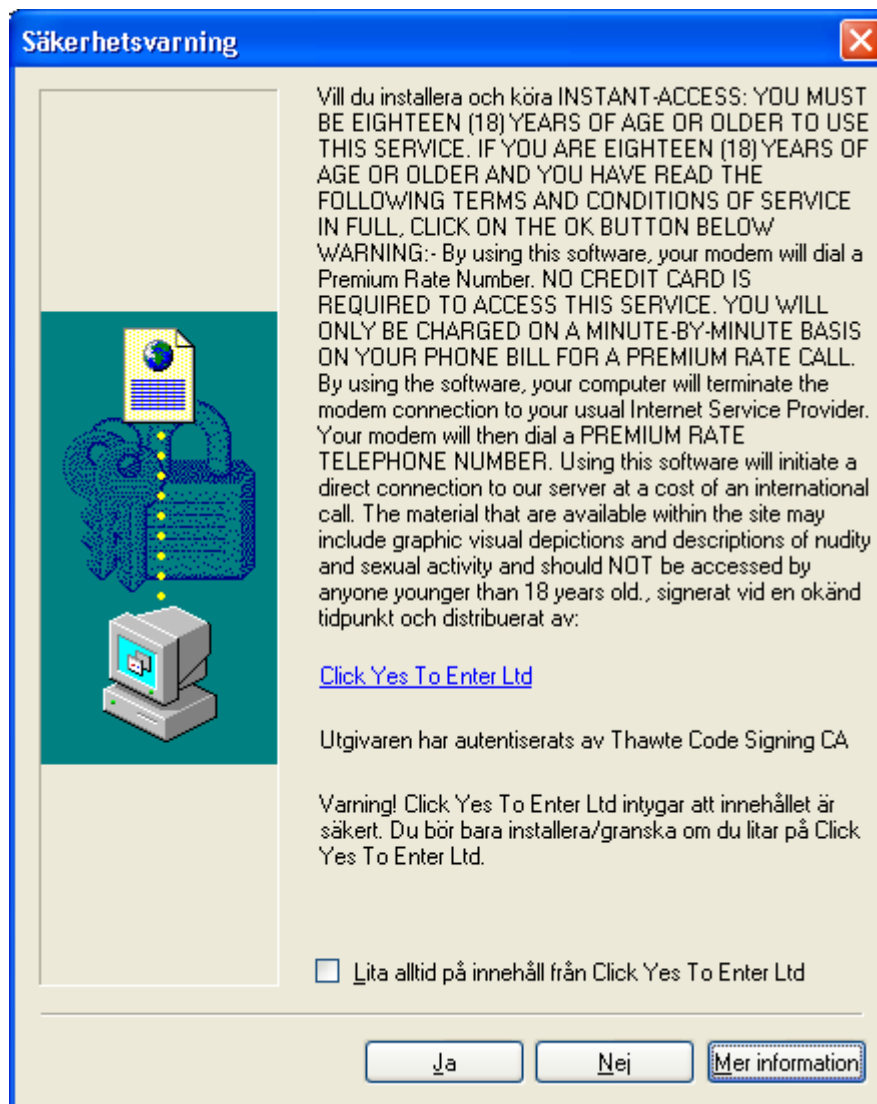 Säkerhetsvarning
Vill du installera och köra INSTANT-ACCESS: YOU MUST
BE EIGHTEEN (18) YEARS OF AGE OR OLDER TO USE
THIS SERVICE. IF YOU ARE EIGHTEEN (18) YEARS OF
AGE OR OLDER AND YOU HAVE READ THE
FOLLOWING TERMS AND CONDITIONS OF SERVICE
IN FULL, CLICK ON THE OK BUTTON BELOW
WARNING:- By using this software, your modem will dial a
Premium Rate Number. NO CREDIT CARD IS
REQUIRED TO ACCESS THIS SERVICE. YOU WILL
ONLY BE CHARGED ON A MINUTE-BY-MINUTE BASIS
ON YOUR PHONE BILL FOR A PREMIUM RATE CALL.
By using the software, your computer will terminate the
modem connection to your usual Internet Service Provider.
Your modem will then dial a PREMIUM RATE
TELEPHONE NUMBER. Using this software will initiate a
direct connection to our server at a cost of an international
call. The material that are available within the site may
include graphic visual depictions and descriptions of nudity
and sexual activity and should NOT be accessed by
anyone younger than 18 years old., signerat vid en okänd
tidpunkt och distribuerat av:
Click Yes To Enter Ltd
Utgivaren har autentiserats av Thawte Code Signing CA
Varning! Click Yes To Enter Ltd intygar att innehållet är
säkert. Du bör bara installera/granska om du litar på Click
Yes To Enter Ltd.
Lita alltid på innehåll från Click Yes To Enter Ltd
Ja Nej Mer information